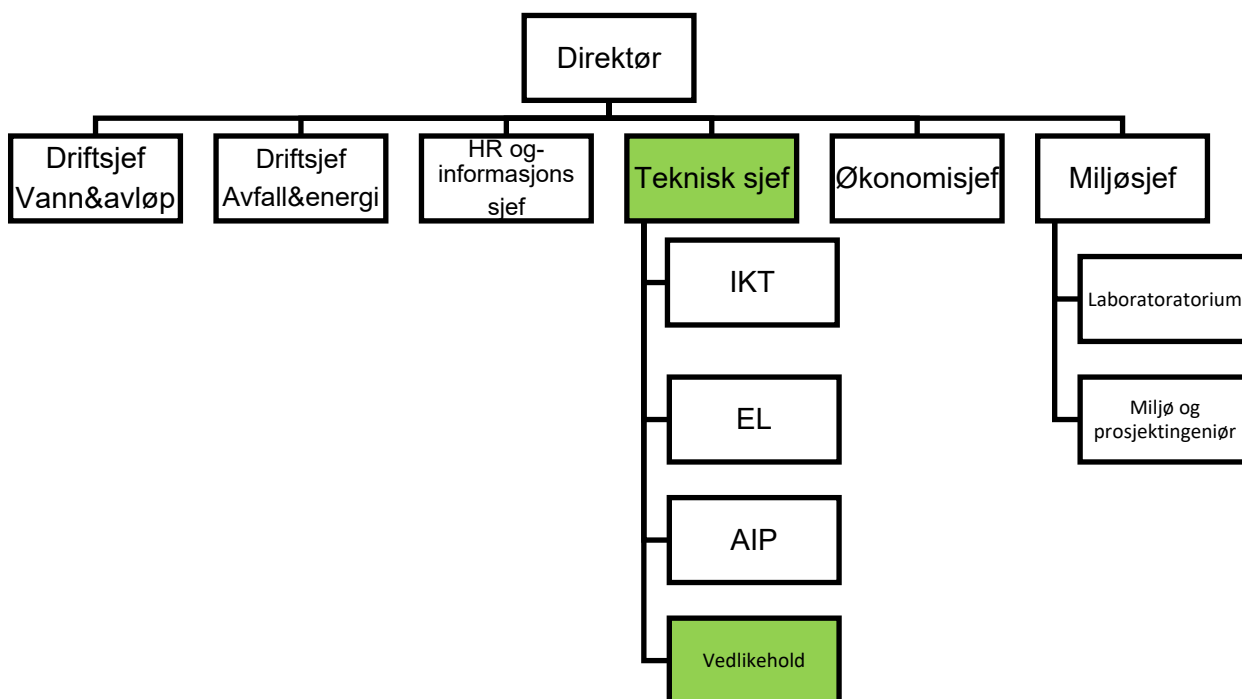 Direktør
Driftsjef
Vann&avløp
Driftsjef
Avfall&energi
HR og-
informasjons
sjef
Teknisk sjef
Økonomisjef
Miljøsjef
IKT
EL
AIP
Vedlikehold
Laboratoratorium
Miljø og
prosjektingeniør